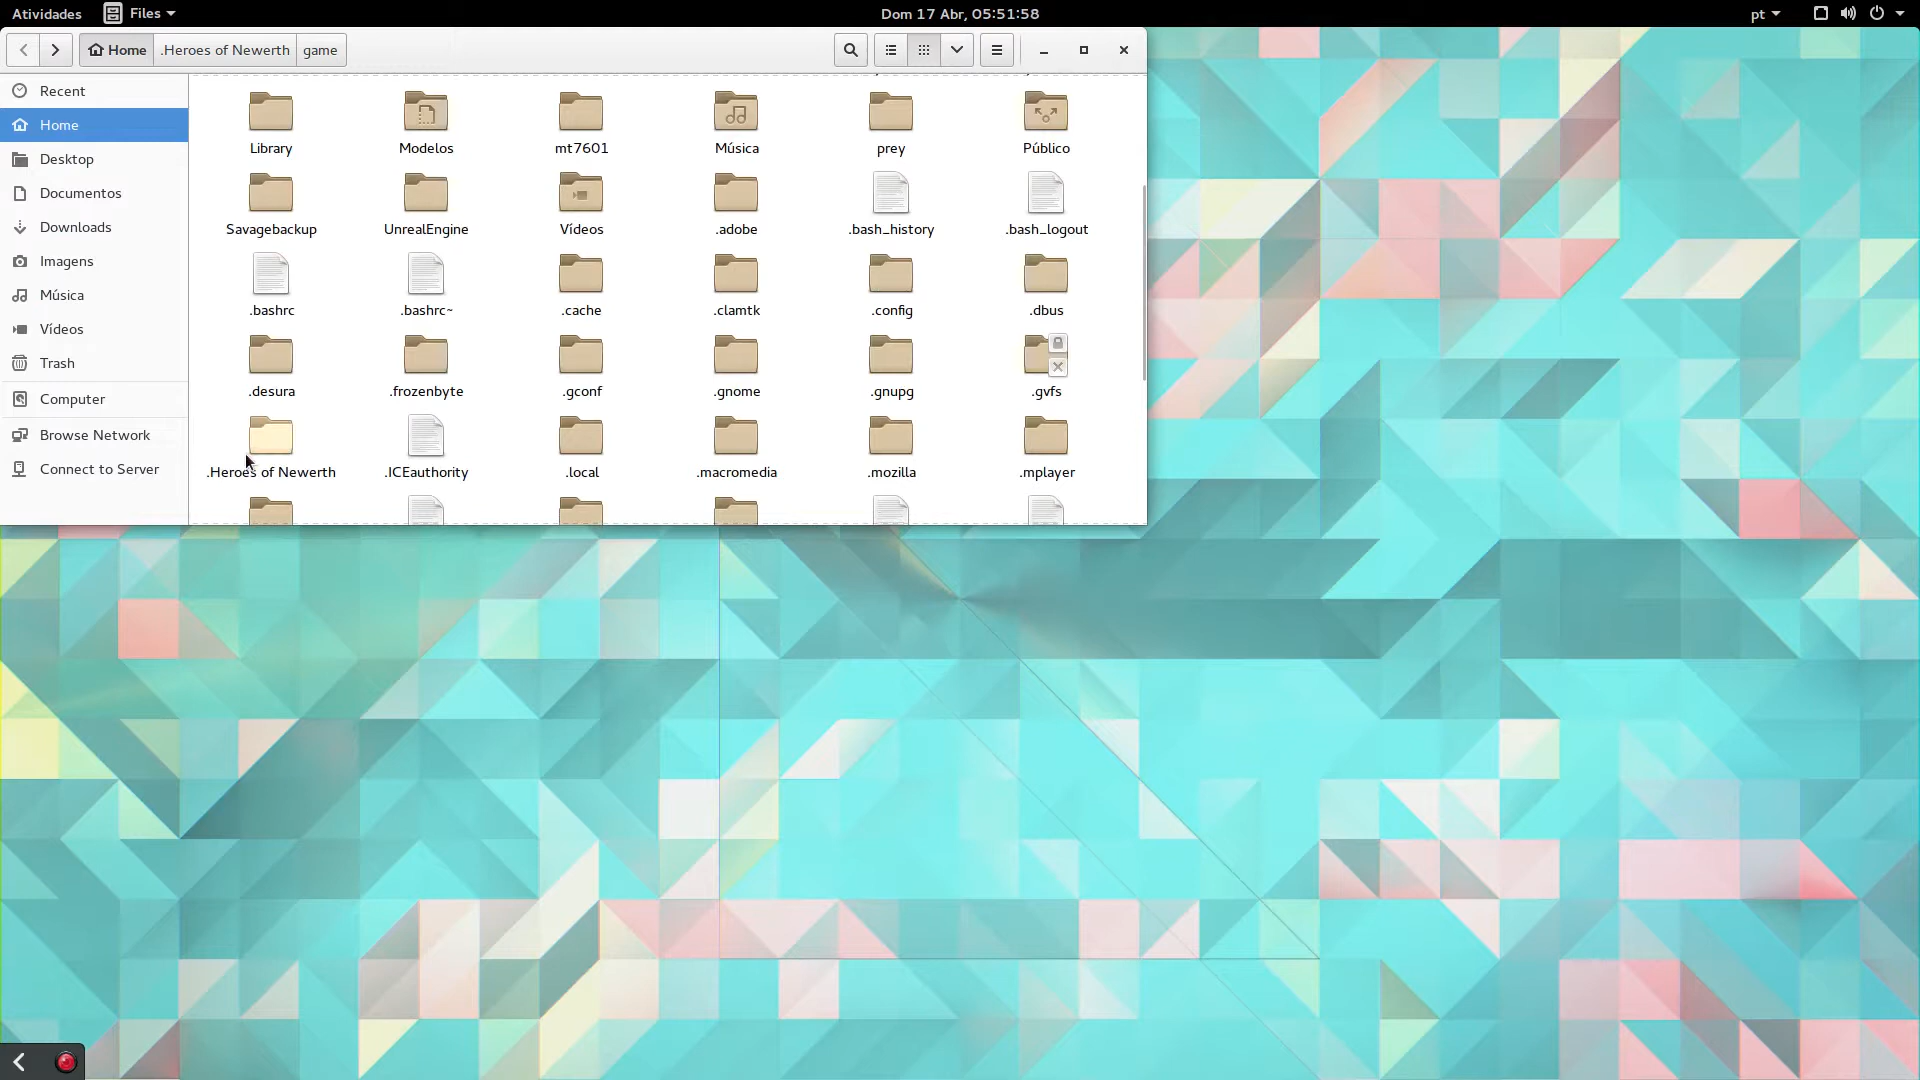 Atividades Files Dom 17 Abr, 05:51:58 pt
Home .Heroes of Newerth game
Recent
Home
Desktop
Documentos
Downloads
Imagens
Música
Vídeos
Trash
Computer
Browse Network
Connect to Server
Library Modelos mt7601 Música prey Público
Savagebackup UnrealEngine Vídeos .adobe .bash_history .bash_logout
.bashrc .bashrc~ .cache .clamtk .config .dbus
.desura .frozenbyte .gconf .gnome .gnupg .gvfs
.Heroes of Newerth .ICEauthority .local .macromedia .mozilla .mplayer